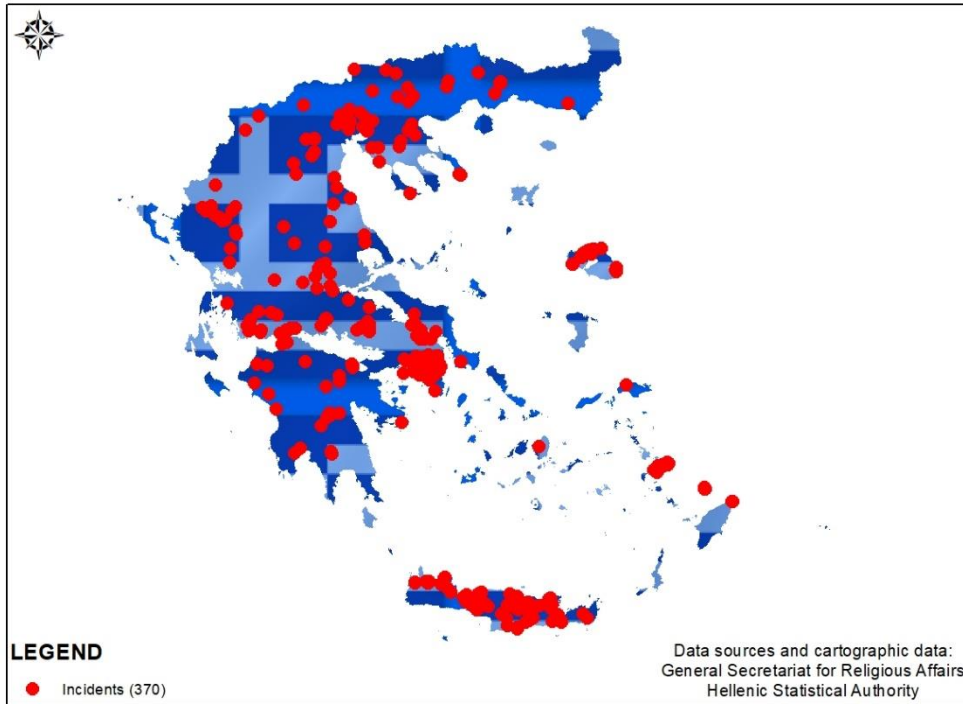 LEGEND
Incidents (370)
Data sources and cartographic data:
General Secretariat for Religious Affairs
Hellenic Statistical Authority